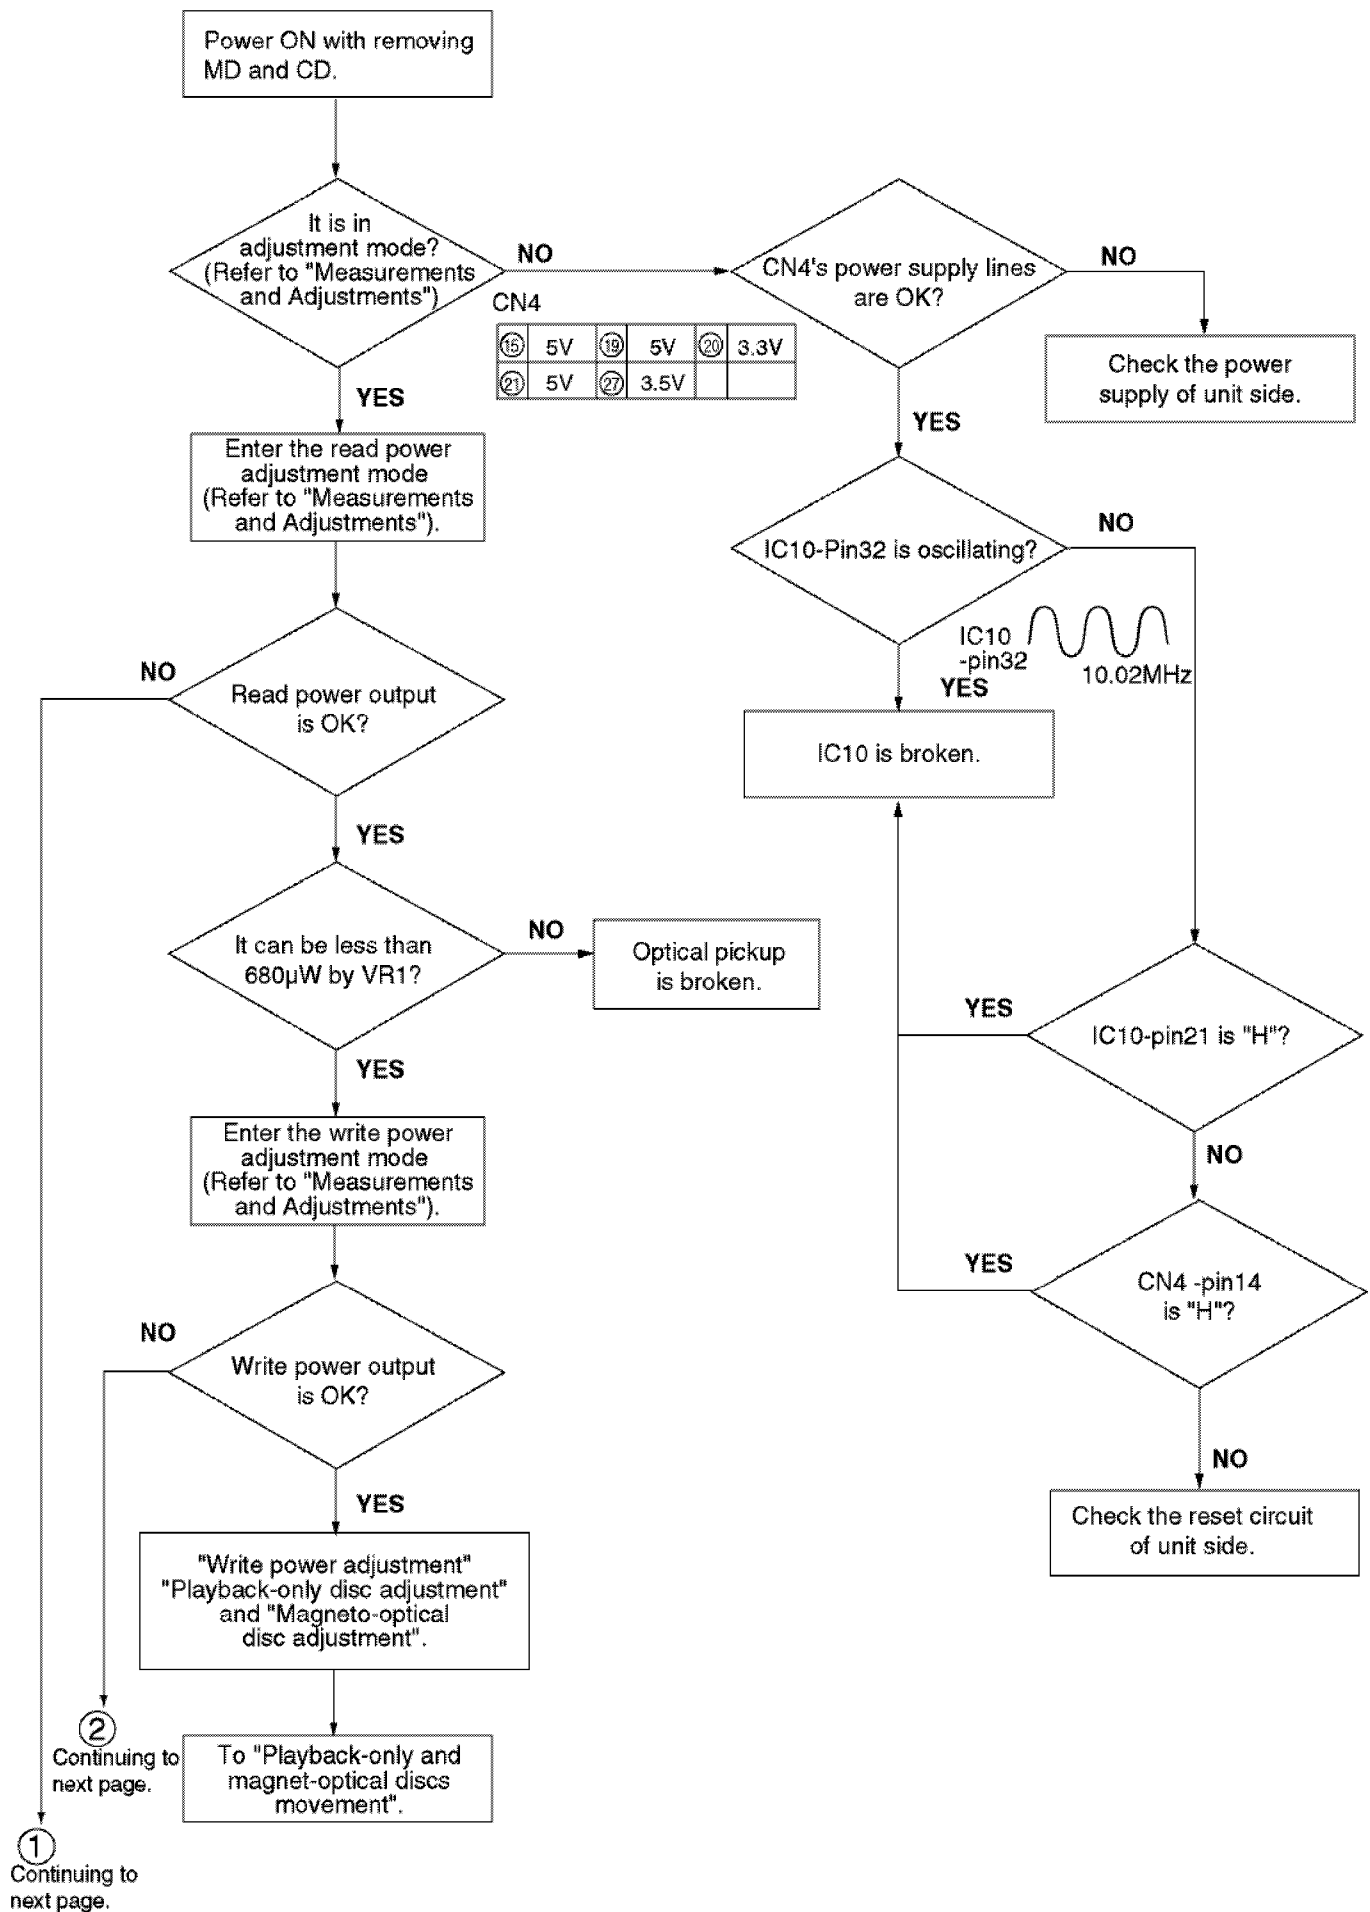 Power ON with removing
MD and CD.
It is in
adjustment mode?
(Refer to "Measurements
and Adjustments")
NO
CN4
⑮ 5V ⑲ 5V ⑳ 3.3V
㉑ 5V ㉗ 3.5V
YES
Enter the read power
adjustment mode
(Refer to "Measurements
and Adjustments").
NO
Read power output
is OK?
YES
It can be less than
680µW by VR1?
NO
Optical pickup
is broken.
YES
Enter the write power
adjustment mode
(Refer to "Measurements
and Adjustments").
NO
Write power output
is OK?
YES
"Write power adjustment"
"Playback-only disc adjustment"
and "Magneto-optical
disc adjustment".
To "Playback-only and
magnet-optical discs
movement".
②
Continuing to
next page.
①
Continuing to
next page.
CN4's power supply lines
are OK?
NO
Check the power
supply of unit side.
YES
IC10-Pin32 is oscillating?
NO
IC10
-pin32
10.02MHz
YES
IC10 is broken.
YES
IC10-pin21 is "H"?
NO
YES
CN4 -pin14
is "H"?
NO
Check the reset circuit
of unit side.